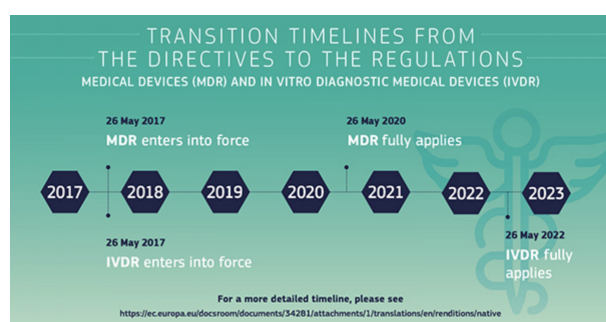 TRANSITION TIMELINES FROM
THE DIRECTIVES TO THE REGULATIONS
MEDICAL DEVICES (MDR) AND IN VITRO DIAGNOSTIC MEDICAL DEVICES (IVDR)
26 May 2017
MDR enters into force
26 May 2020
MDR fully applies
2017
2018
2019
2020
2021
2022
2023
26 May 2017
IVDR enters into force
26 May 2022
IVDR fully
applies
For a more detailed timeline, please see
https://ec.europa.eu/docsroom/documents/34281/attachments/1/translations/en/renditions/native